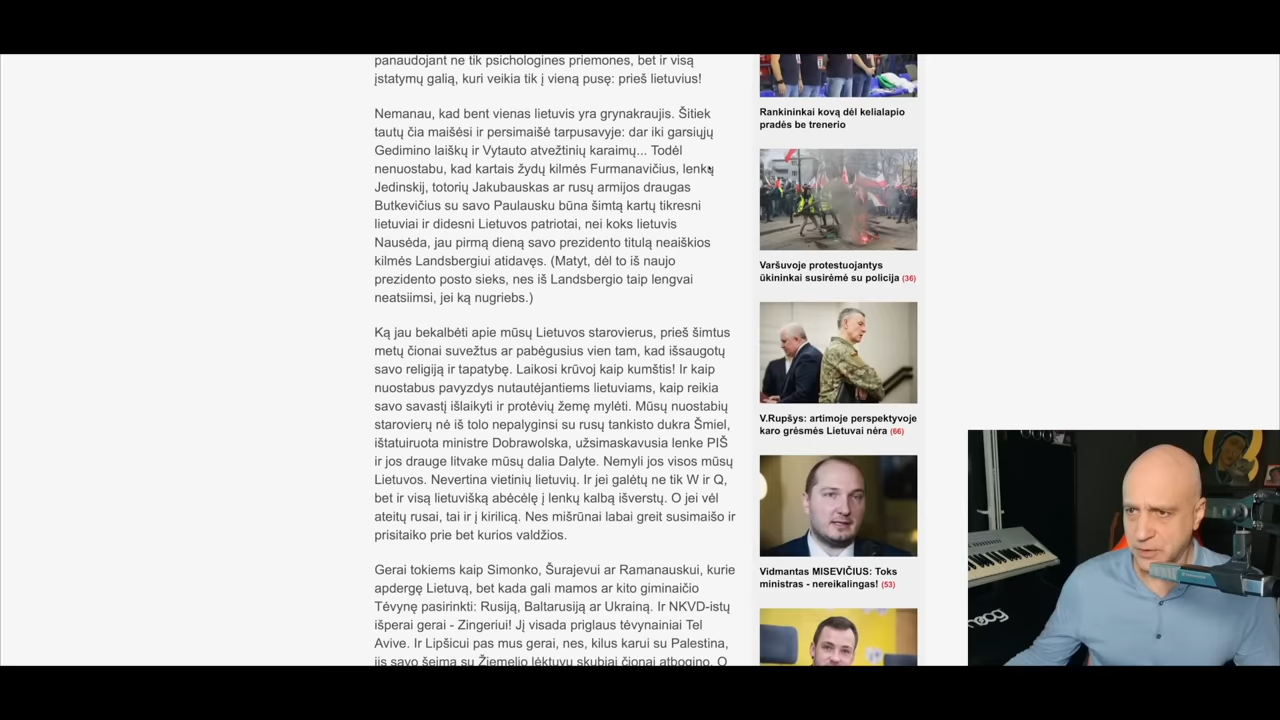 panaudojant ne tik psichologines priemones, bet ir visą
įstatymų galią, kuri veikia tik į vieną pusę: prieš lietuvius!
Nemanau, kad bent vienas lietuvis yra grynakraujis. Šitiek
tautų čia maišėsi ir persimaišė tarpusavyje: dar iki garsiųjų
Gedimino laiškų ir Vytauto atvežtinių karaimų... Todėl
nenuostabu, kad kartais žydų kilmės Furmanavičius, lenkų
Jedinskij, totorių Jakubauskas ar rusų armijos draugas
Butkevičius su savo Paulausku būna šimtą kartų tikresni
lietuviai ir didesni Lietuvos patriotai, nei koks lietuvis
Nausėda, jau pirmą dieną savo prezidento titulą neaiškios
kilmės Landsbergiui atidavęs. (Matyt, dėl to iš naujo
prezidento posto sieks, nes iš Landsbergio taip lengvai
neatsiimsi, jei ką nugriebs.)
Ką jau bekalbėti apie mūsų Lietuvos starovierus, prieš šimtus
metų čionai suvežtus ar pabėgusius vien tam, kad išsaugotų
savo religiją ir tapatybę. Laikosi krūvoj kaip kumštis! Ir kaip
nuostabus pavyzdys nutautėjantiems lietuviams, kaip reikia
savo savastį išlaikyti ir protėvių žemę mylėti. Mūsų nuostabių
starovierų nė iš tolo nepalyginsi su rusų tankisto dukra Šmiel,
ištatuiruota ministre Dobrawolska, užsimaskavusia lenke PIŠ
ir jos drauge litvake mūsų dalia Dalyte. Nemyli jos visos mūsų
Lietuvos. Nevertina vietinių lietuvių. Ir jei galėtų ne tik W ir Q,
bet ir visą lietuvišką abėcėlę į lenkų kalbą išverstų. O jei vėl
ateitų rusai, tai ir į kirilicą. Nes mišrūnai labai greit susimaišo ir
prisitaiko prie bet kurios valdžios.
Gerai tokiems kaip Simonko, Šurajevui ar Ramanauskui, kurie
apdergę Lietuvą, bet kada gali mamos ar kito giminaičio
Tėvynę pasirinkti: Rusiją, Baltarusiją ar Ukrainą. Ir NKVD-istų
išperai gerai - Zingeriui! Jį visada priglaus tėvynainiai Tel
Avive. Ir Lipšicui pas mus gerai, nes, kilus karui su Palestina,
jis savo šeimą su Žiemelio lėktuvu skubiai čionai atbogino. O
Rankininkai kovą dėl kelialapio
pradės be trenerio
Varšuvoje protestuojantys
ūkininkai susirėmė su policija (36)
V.Rupšys: artimoje perspektyvoje
karo grėsmės Lietuvai nėra (66)
Vidmantas MISEVIČIUS: Toks
ministras - nereikalingas! (53)
moog